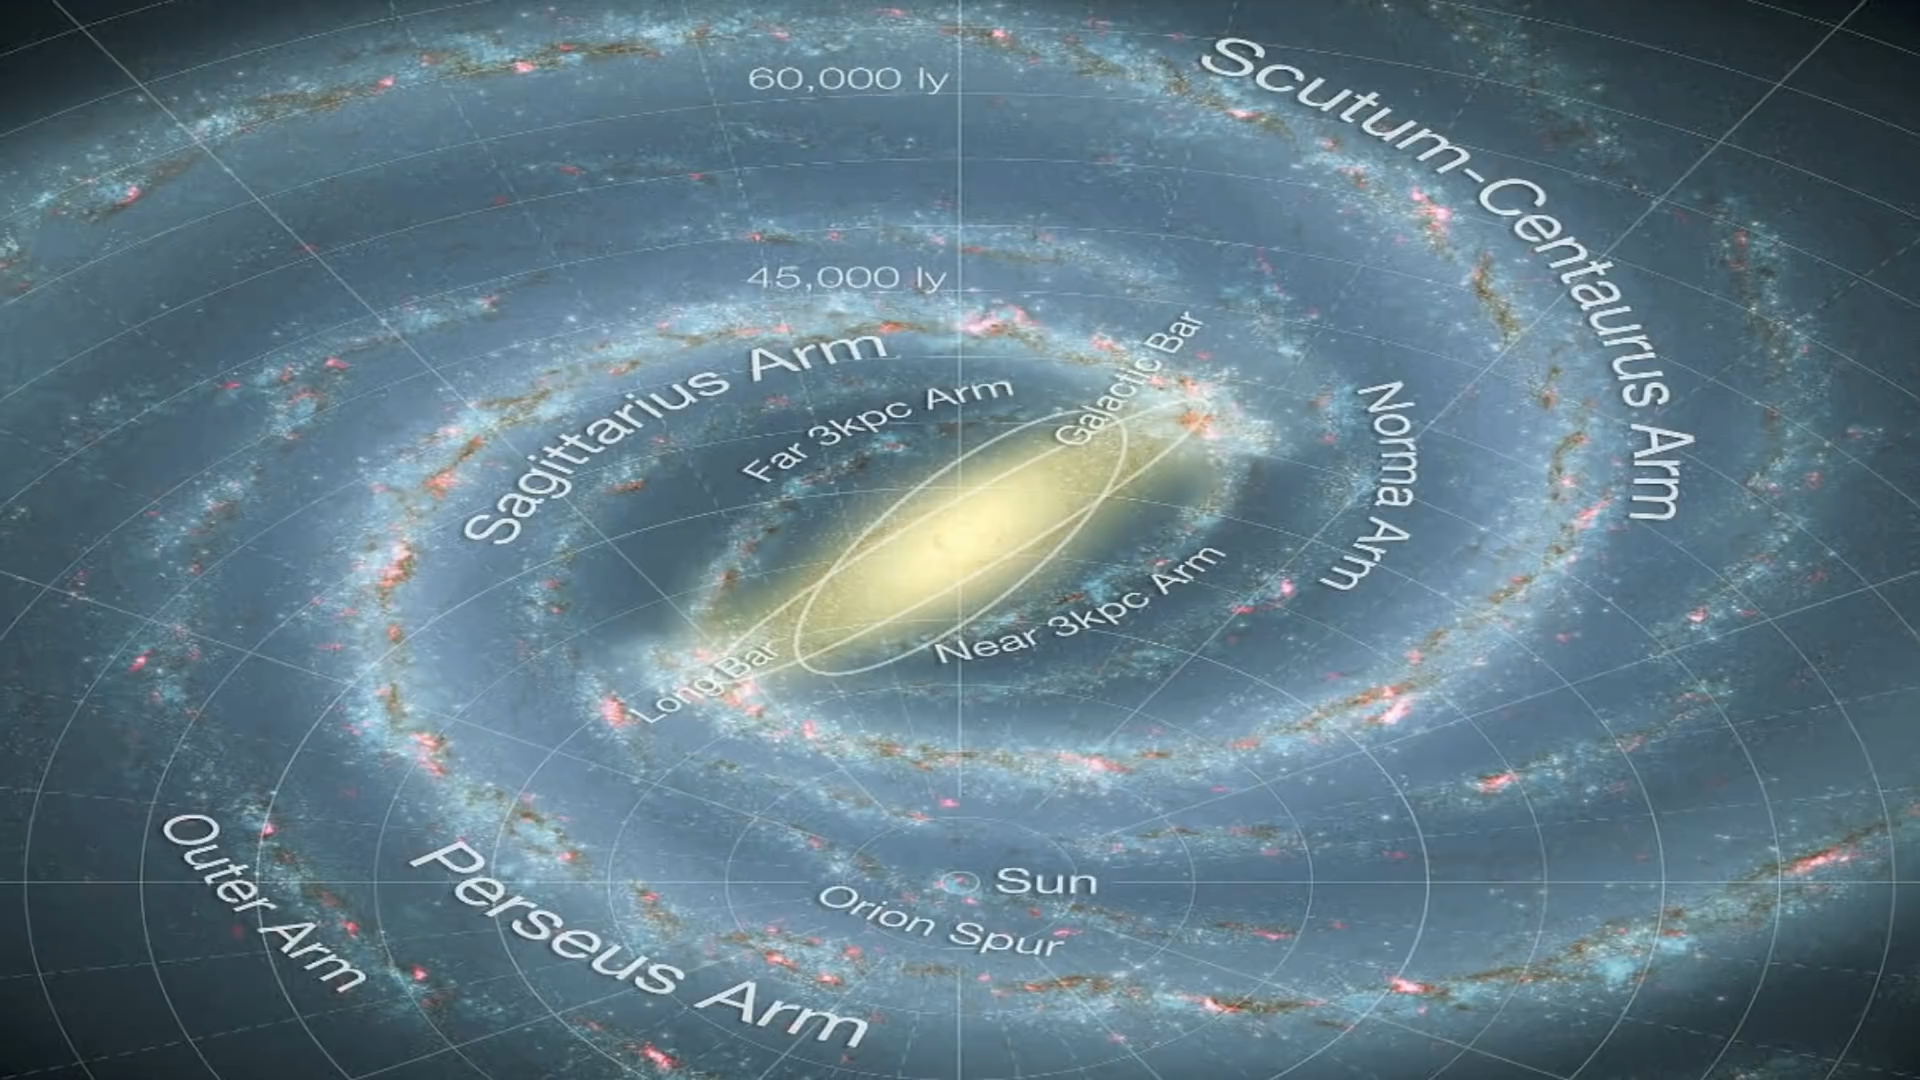 Scutum-Centaurus Arm
60,000 ly
45,000 ly
Galactic Bar
Sagittarius Arm
Far 3kpc Arm
Norma Arm
Near 3kpc Arm
Long Bar
Outer Arm
Perseus Arm
Sun
Orion Spur